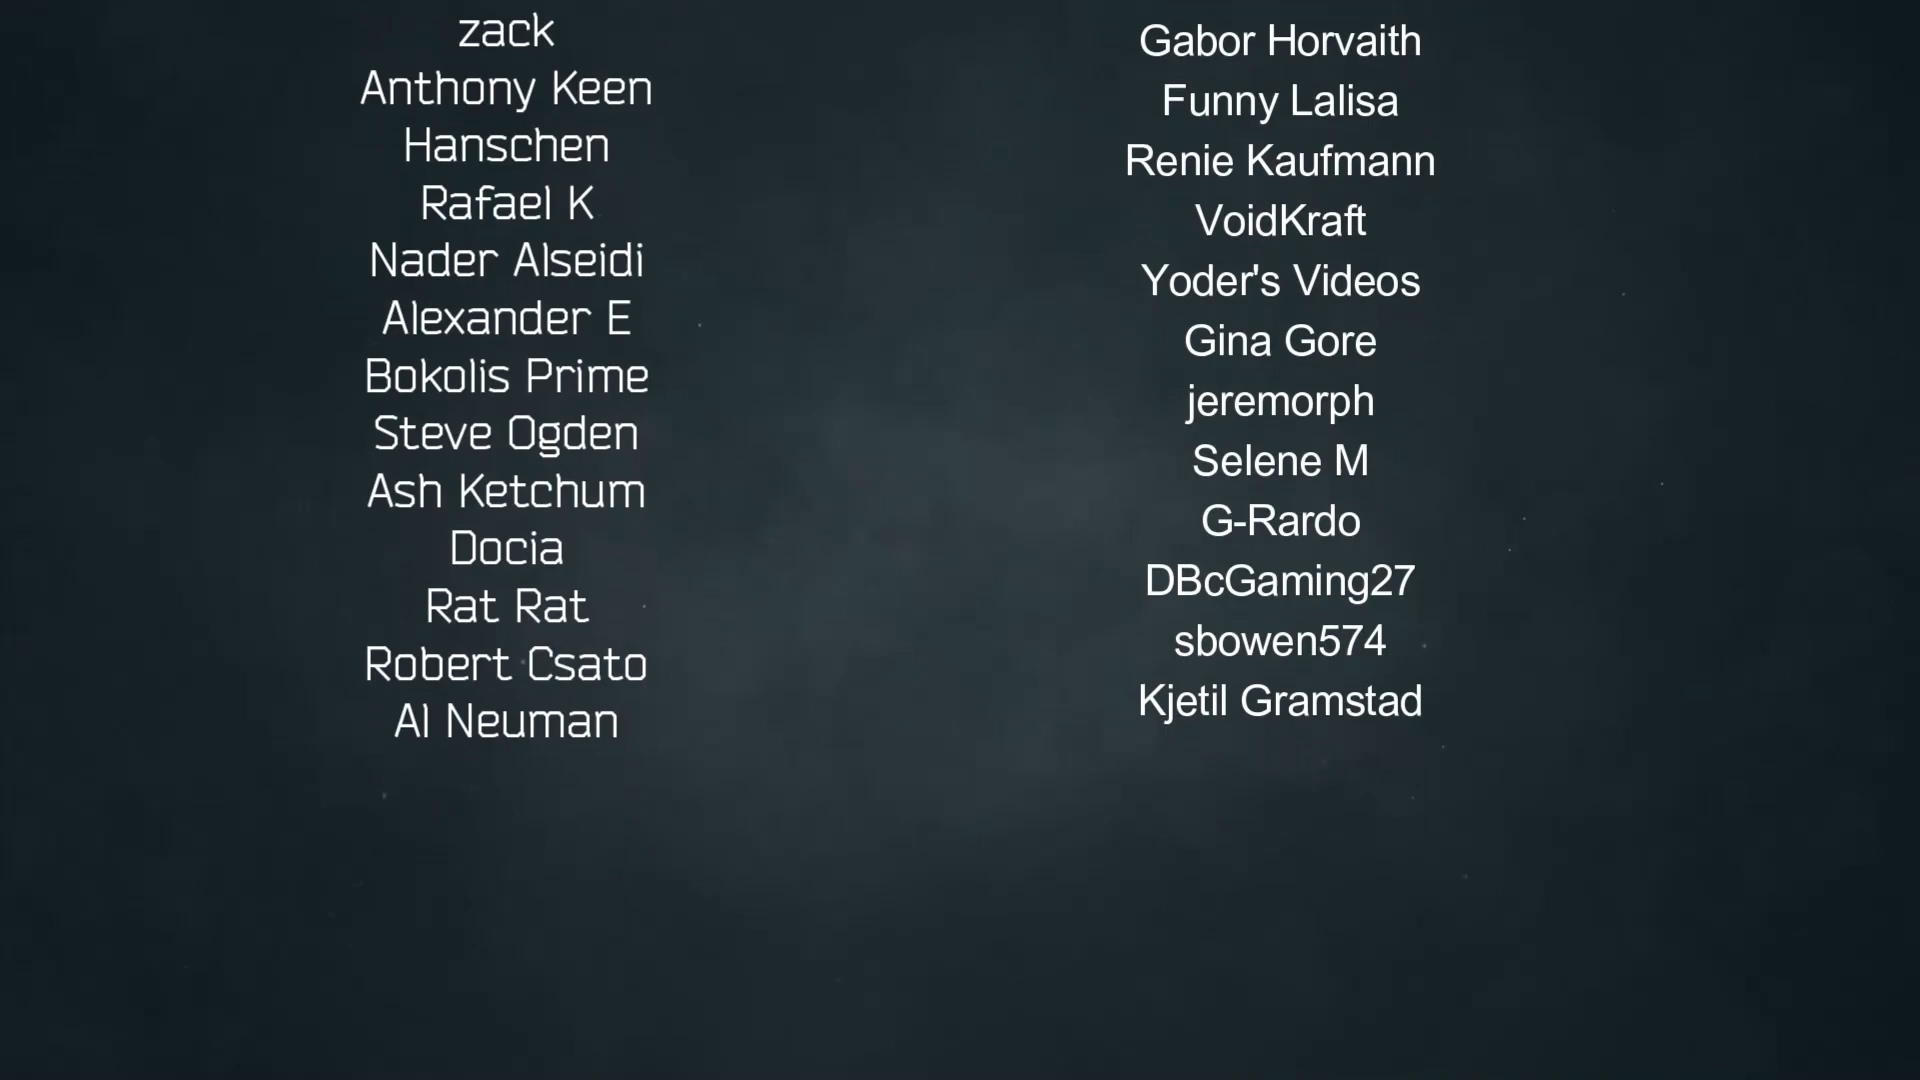 zack
Anthony Keen
Hanschen
Rafael K
Nader Alseidi
Alexander E
Bokolis Prime
Steve Ogden
Ash Ketchum
Docia
Rat Rat
Robert Csato
Al Neuman
Gabor Horvaith
Funny Lalisa
Renie Kaufmann
VoidKraft
Yoder's Videos
Gina Gore
jeremorph
Selene M
G-Rardo
DBcGaming27
sbowen574
Kjetil Gramstad